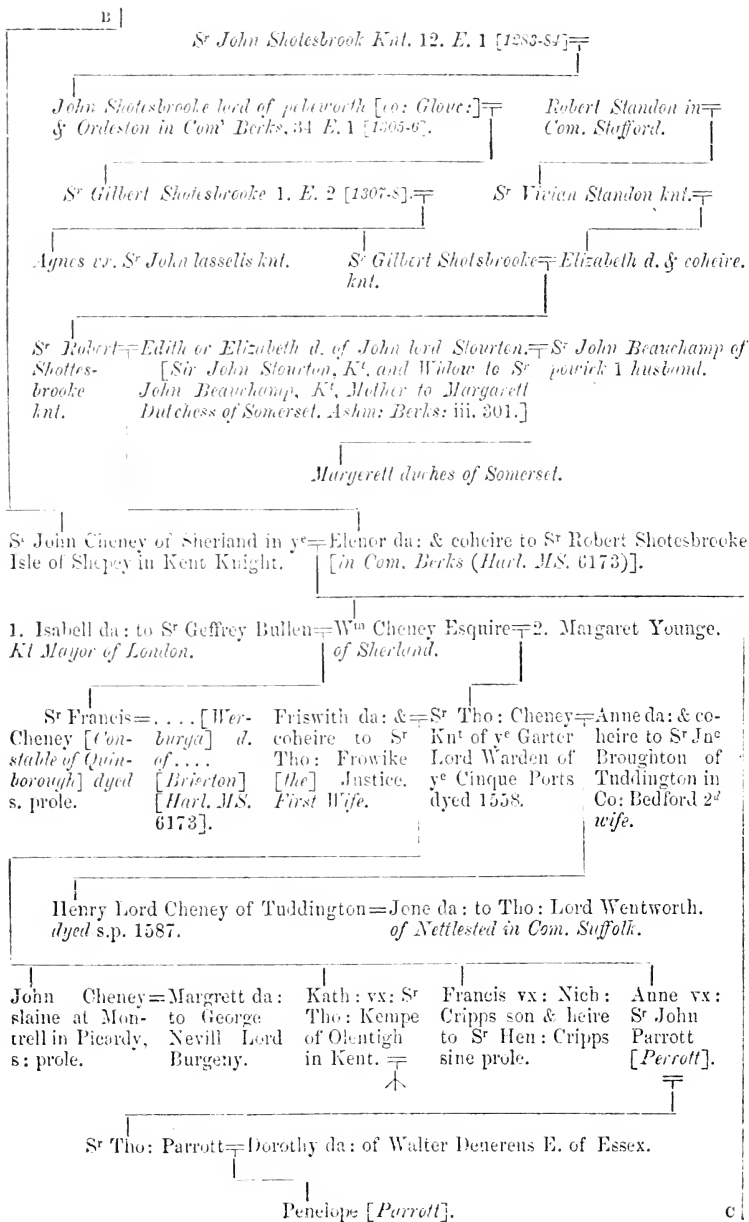 B
Sr John Shotesbrook Knt. 12. E. 1 [1283-84]
John Shotesbrooke lord of pebeworth [co: Glouc:]
& Ordeston in Com' Berks, 34 E. 1 [1305-6].
Robert Standon in
Com. Stafford.
Sr Gilbert Shotesbrooke 1. E. 2 [1307-8].
Sr Vivian Standon knt.
Agnes vx. Sr John lassells knt.
Sr Gilbert Shotsbrooke
knt.
Elizabeth d. & coheire.
Sr Robert
Shottes-
brooke
knt.
Edith or Elizabeth d. of John lord Stourton.
[Sir John Stourton, Kt, and Widow to Sr
John Beauchamp, Kt, Mother to Margarett
Dutchess of Somerset. Ashm: Berks: iii. 301.]
Sr John Beauchamp of
powick 1 husband.
Margerett duches of Somerset.
Sr John Cheney of Sherland in ye
Isle of Shepey in Kent Knight.
Elenor da: & coheire to Sr Robert Shotesbrooke
[in Com. Berks (Harl. MS. 6173)].
1. Isabell da: to Sr Geffrey Bullen
Kt Mayor of London.
Wm Cheney Esquire
of Sherland.
2. Margaret Younge.
Sr Francis
Cheney [Con-
stable of Quin-
borough] dyed
s. prole.
.... [Wer-
burga] d.
of ....
[Brierton]
[Harl. MS.
6173].
Friswith da: &
coheire to Sr
Tho: Frowike
[the] Justice.
First Wife.
Sr Tho: Cheney
Knt of ye Garter
Lord Warden of
ye Cinque Ports
dyed 1558.
Anne da: & co-
heire to Sr Jno
Broughton of
Tuddington in
Co: Bedford 2d
wife.
Henry Lord Cheney of Tuddington
dyed s.p. 1587.
Jone da: to Tho: Lord Wentworth.
of Nettlested in Com. Suffolk.
John Cheney
slaine at Mon-
trell in Picardy,
s: prole.
Margrett da:
to George
Nevill Lord
Burgeny.
Kath: vx: Sr
Tho: Kempe
of Olentigh
in Kent.
Francis vx: Nich:
Cripps son & heire
to Sr Hen: Cripps
sine prole.
Anne vx:
Sr John
Parrott
[Perrott].
Sr Tho: Parrott
Dorothy da: of Walter Deuereus E. of Essex.
Penelope [Parrott].
C